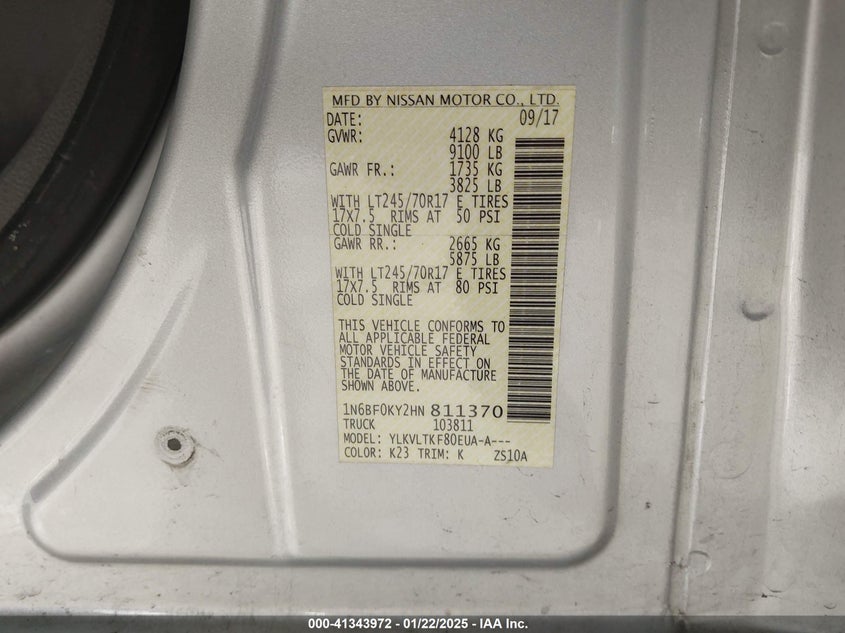 MFD BY NISSAN MOTOR CO., LTD.
DATE: 09/17
GVWR: 4128 KG
9100 LB
GAWR FR.: 1735 KG
3825 LB
WITH LT245/70R17 E TIRES
17X7.5 RIMS AT 50 PSI
COLD SINGLE
GAWR RR.: 2665 KG
5875 LB
WITH LT245/70R17 E TIRES
17X7.5 RIMS AT 80 PSI
COLD SINGLE
THIS VEHICLE CONFORMS TO
ALL APPLICABLE FEDERAL
MOTOR VEHICLE SAFETY
STANDARDS IN EFFECT ON
THE DATE OF MANUFACTURE
SHOWN ABOVE.
1N6BF0KY2HN 811370
TRUCK 103811
MODEL: YLKVLTKF80EUA-A---
COLOR: K23 TRIM: K ZS10A
000-41343972 - 01/22/2025 - IAA Inc.